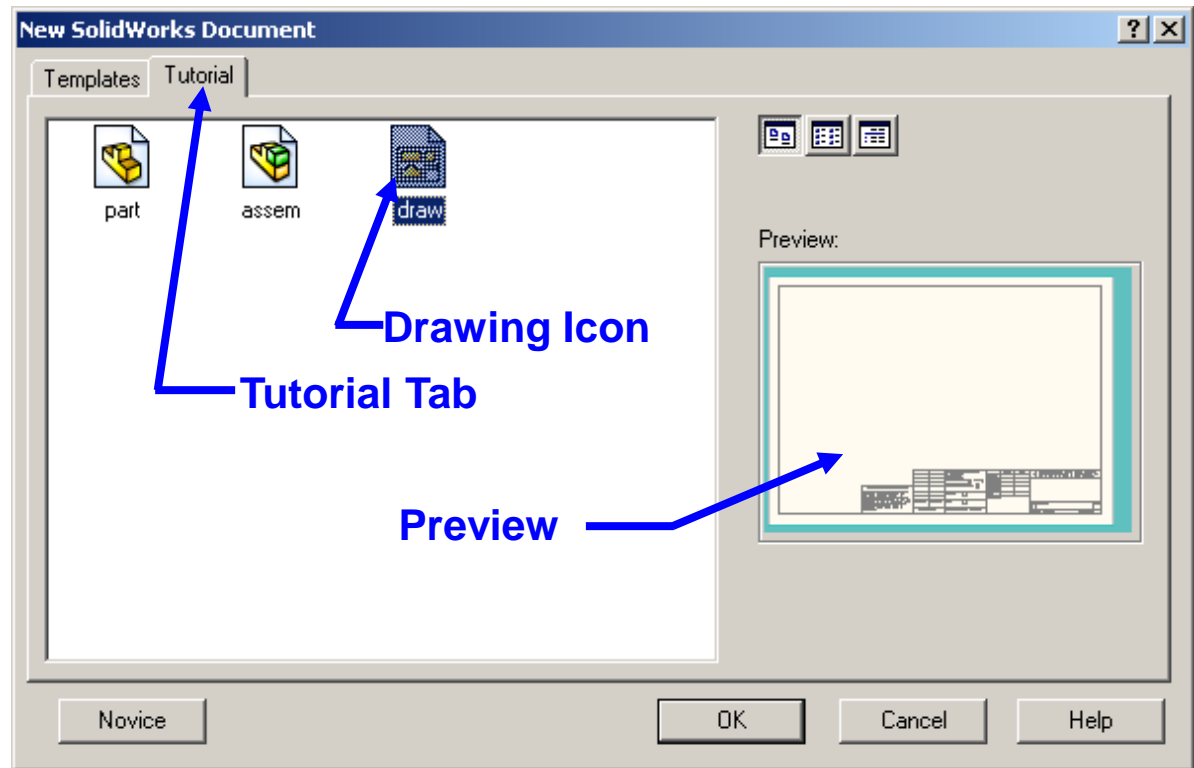 New SolidWorks Document
Templates Tutorial
part assem draw
Preview:
Drawing Icon
Tutorial Tab
Preview
Novice OK Cancel Help